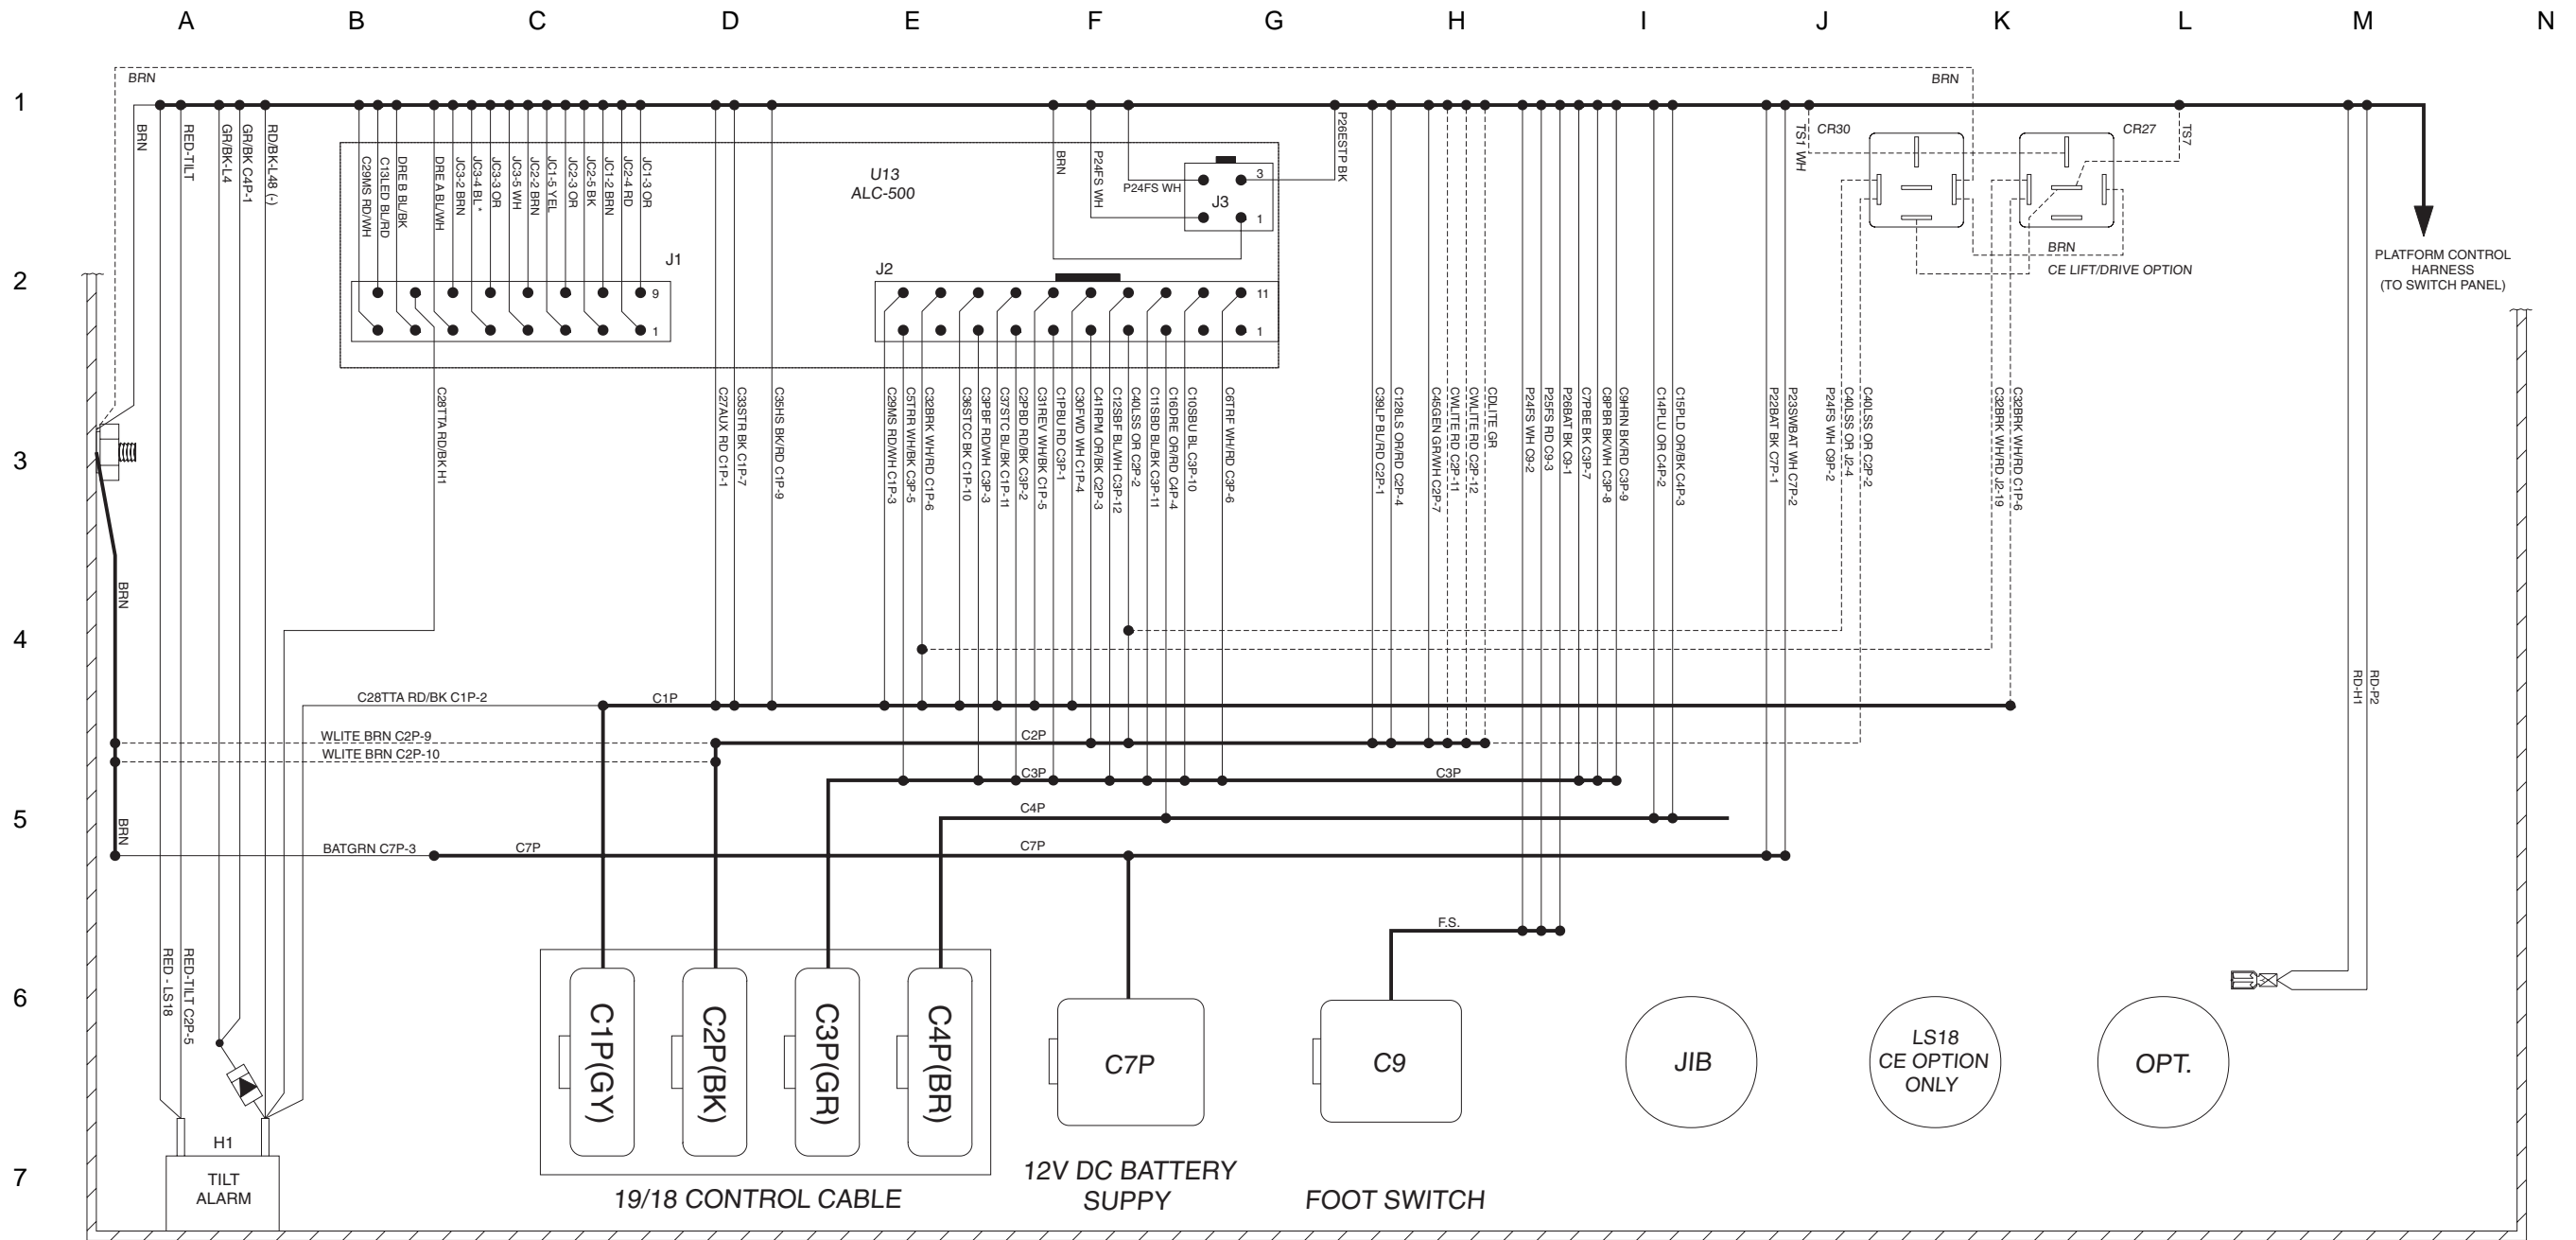 A B C D E F G H I J K L M N
1
2
3
4
5
6
7
BRN
BRN
BRN
RED-TILT
GR/BK-L4
GR/BK C4P-1
RD/BK-L48 (-)
C29MS RD/WH
C13LED BL/RD
DRE B BL/BK
DRE A BL/WH
JC3-2 BRN
JC3-4 BL *
JC3-3 OR
JC3-5 WH
JC2-2 BRN
JC1-5 YEL
JC2-3 OR
JC2-5 BK
JC1-2 BRN
JC2-4 RD
JC1-3 OR
U13
ALC-500
BRN
P24FS WH
P24FS WH
J3
3
1
P26ESTP BK
TS1 WH
CR30
CR27
TS7
BRN
CE LIFT/DRIVE OPTION
PLATFORM CONTROL
HARNESS
(TO SWITCH PANEL)
J1
9
1
J2
11
1
C28TTA RD/BK H1
C27AUX RD C1P-1
C33STR BK C1P-7
C35HS BK/RD C1P-9
C29MS RD/WH C1P-3
C5TRR WH/BK C3P-5
C32BRK WH/RD C1P-6
C36STCC BK C1P-10
C3PBF RD/WH C3P-3
C37STC BL/BK C1P-11
C2PBD RD/BK C3P-2
C31REV WH/BK C1P-5
C1PBU RD C3P-1
C30FWD WH C1P-4
C41RPM OR/BK C2P-3
C12SBF BL/WH C3P-12
C40LSS OR C2P-2
C11SBD BL/BK C3P-11
C16DRE OR/RD C4P-4
C10SBU BL C3P-10
C6TRF WH/RD C3P-6
C39LP BL/RD C2P-1
C128LS OR/RD C2P-4
C45GEN GR/WH C2P-7
CWLITE RD C2P-11
CWLITE RD C2P-12
CDLITE GR
P24FS WH C9-2
P25FS RD C9-3
P26BAT BK C9-1
C7PBE BK C3P-7
C8PBR BK/WH C3P-8
C9HRN BK/RD C3P-9
C14PLU OR C4P-2
C15PLD OR/BK C4P-3
P22BAT BK C7P-1
P23SWBAT WH C7P-2
P24FS WH C9P-2
C40LSS OR J2-4
C40LSS OR C2P-2
C32BRK WH/RD J2-19
C32BRK WH/RD C1P-6
BRN
C28TTA RD/BK C1P-2
C1P
RD-H1
RD-P2
WLITE BRN C2P-9
C2P
WLITE BRN C2P-10
C3P
C3P
C4P
BRN
BATGRN C7P-3
C7P
C7P
F.S.
RED - LS18
RED-TILT C2P-5
C1P(GY)
C2P(BK)
C3P(GR)
C4P(BR)
C7P
C9
JIB
LS18
CE OPTION
ONLY
OPT.
H1
TILT
ALARM
19/18 CONTROL CABLE
12V DC BATTERY
SUPPY
FOOT SWITCH